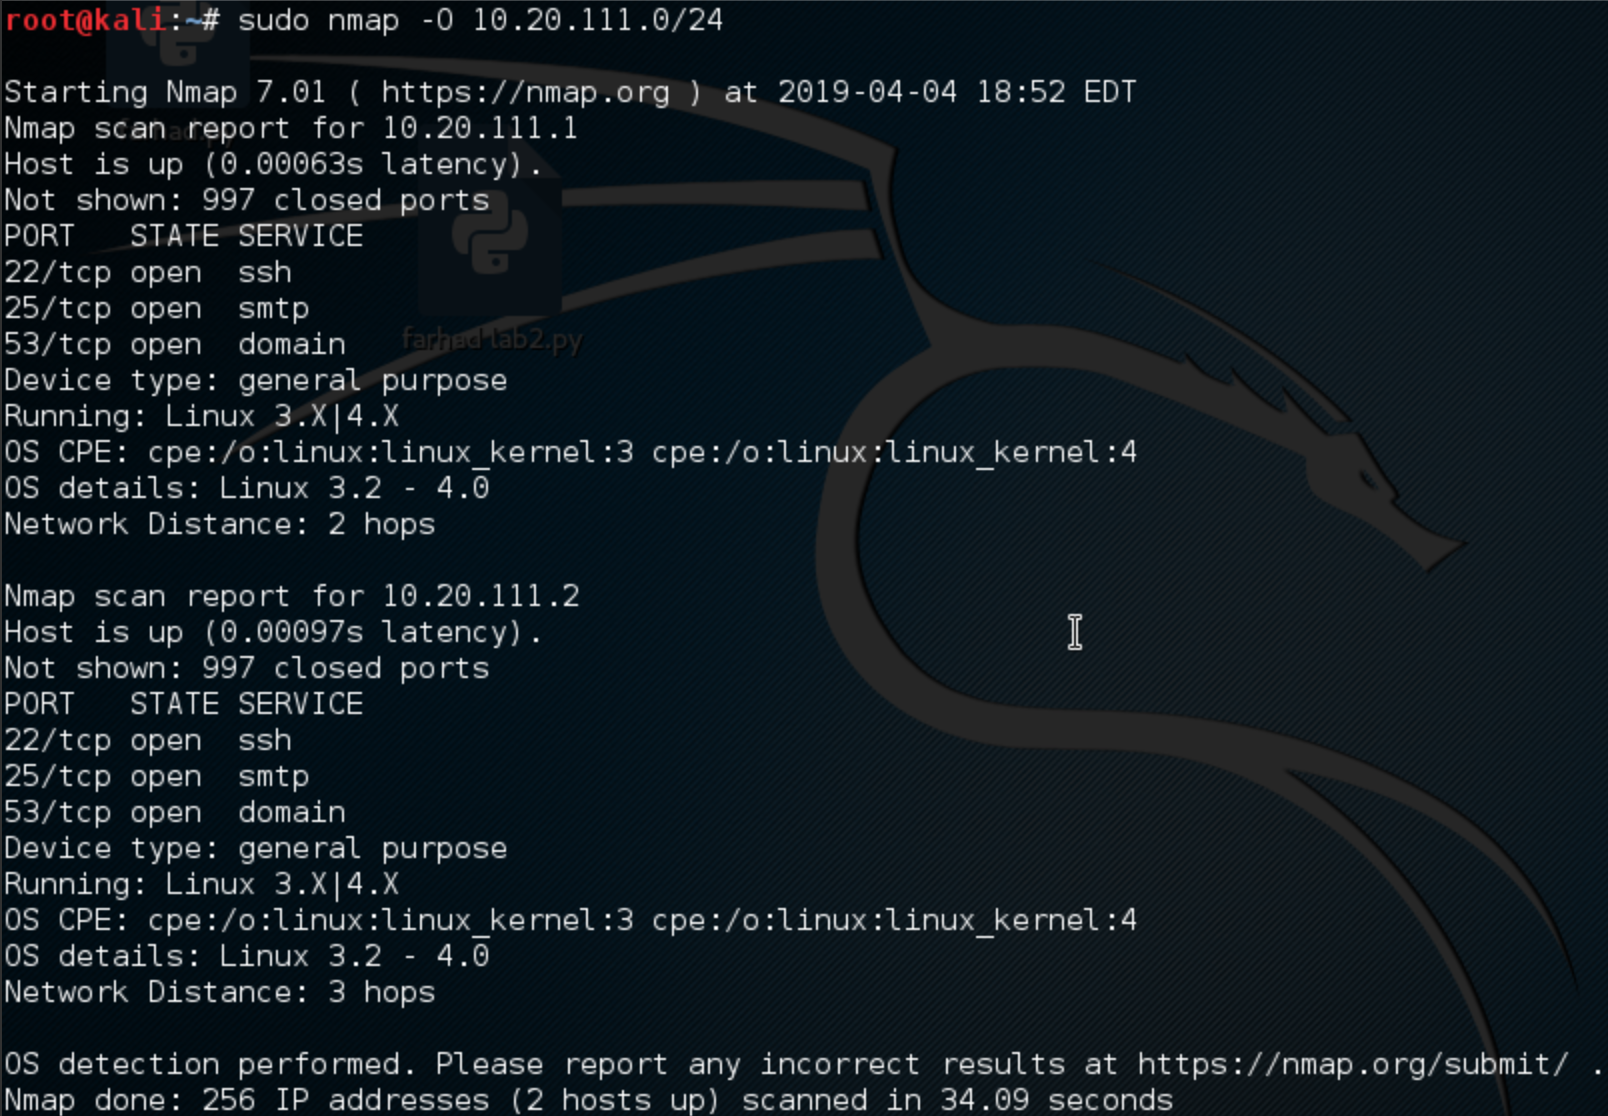 root@kali:~# sudo nmap -O 10.20.111.0/24
Starting Nmap 7.01 ( https://nmap.org ) at 2019-04-04 18:52 EDT
Nmap scan report for 10.20.111.1
Host is up (0.00063s latency).
Not shown: 997 closed ports
PORT   STATE SERVICE
22/tcp open  ssh
25/tcp open  smtp
53/tcp open  domain
farhad lab2.py
Device type: general purpose
Running: Linux 3.X|4.X
OS CPE: cpe:/o:linux:linux_kernel:3 cpe:/o:linux:linux_kernel:4
OS details: Linux 3.2 - 4.0
Network Distance: 2 hops
Nmap scan report for 10.20.111.2
Host is up (0.00097s latency).
Not shown: 997 closed ports
PORT   STATE SERVICE
22/tcp open  ssh
25/tcp open  smtp
53/tcp open  domain
Device type: general purpose
Running: Linux 3.X|4.X
OS CPE: cpe:/o:linux:linux_kernel:3 cpe:/o:linux:linux_kernel:4
OS details: Linux 3.2 - 4.0
Network Distance: 3 hops
OS detection performed. Please report any incorrect results at https://nmap.org/submit/ .
Nmap done: 256 IP addresses (2 hosts up) scanned in 34.09 seconds